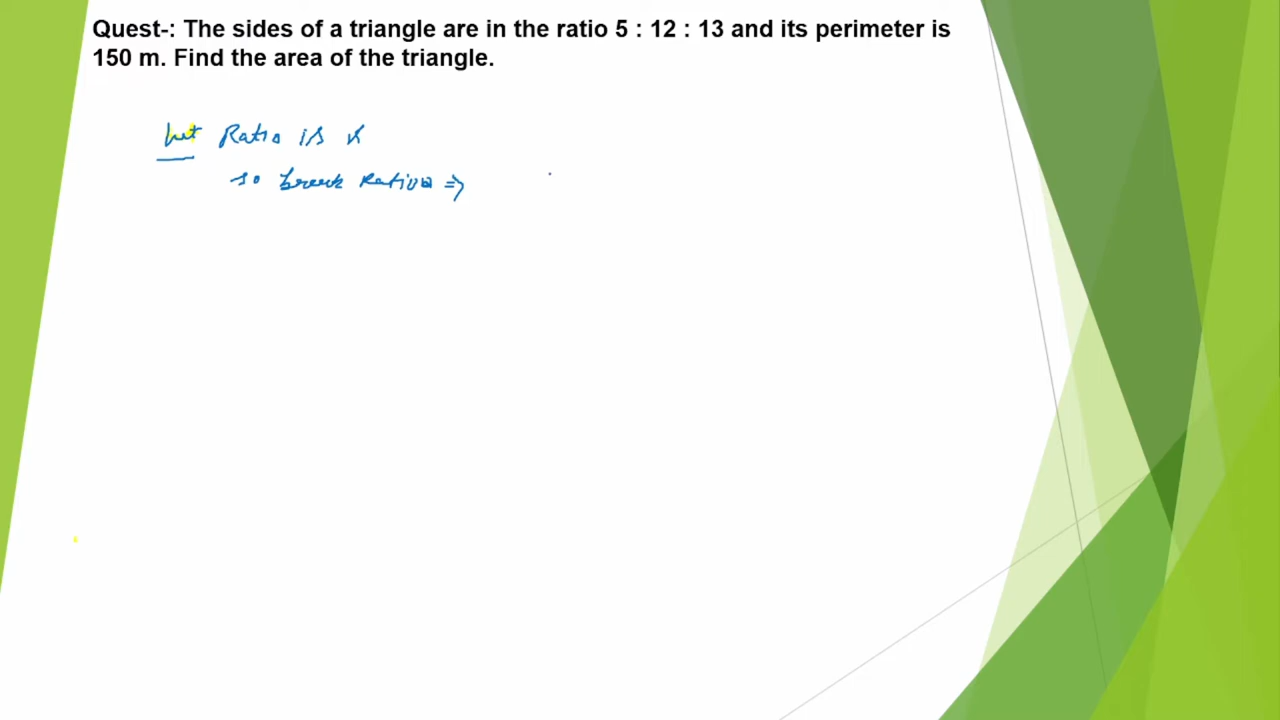 Quest-: The sides of a triangle are in the ratio 5 : 12 : 13 and its perimeter is
150 m. Find the area of the triangle.
Let Ratio is x
so break Ratio ⇒